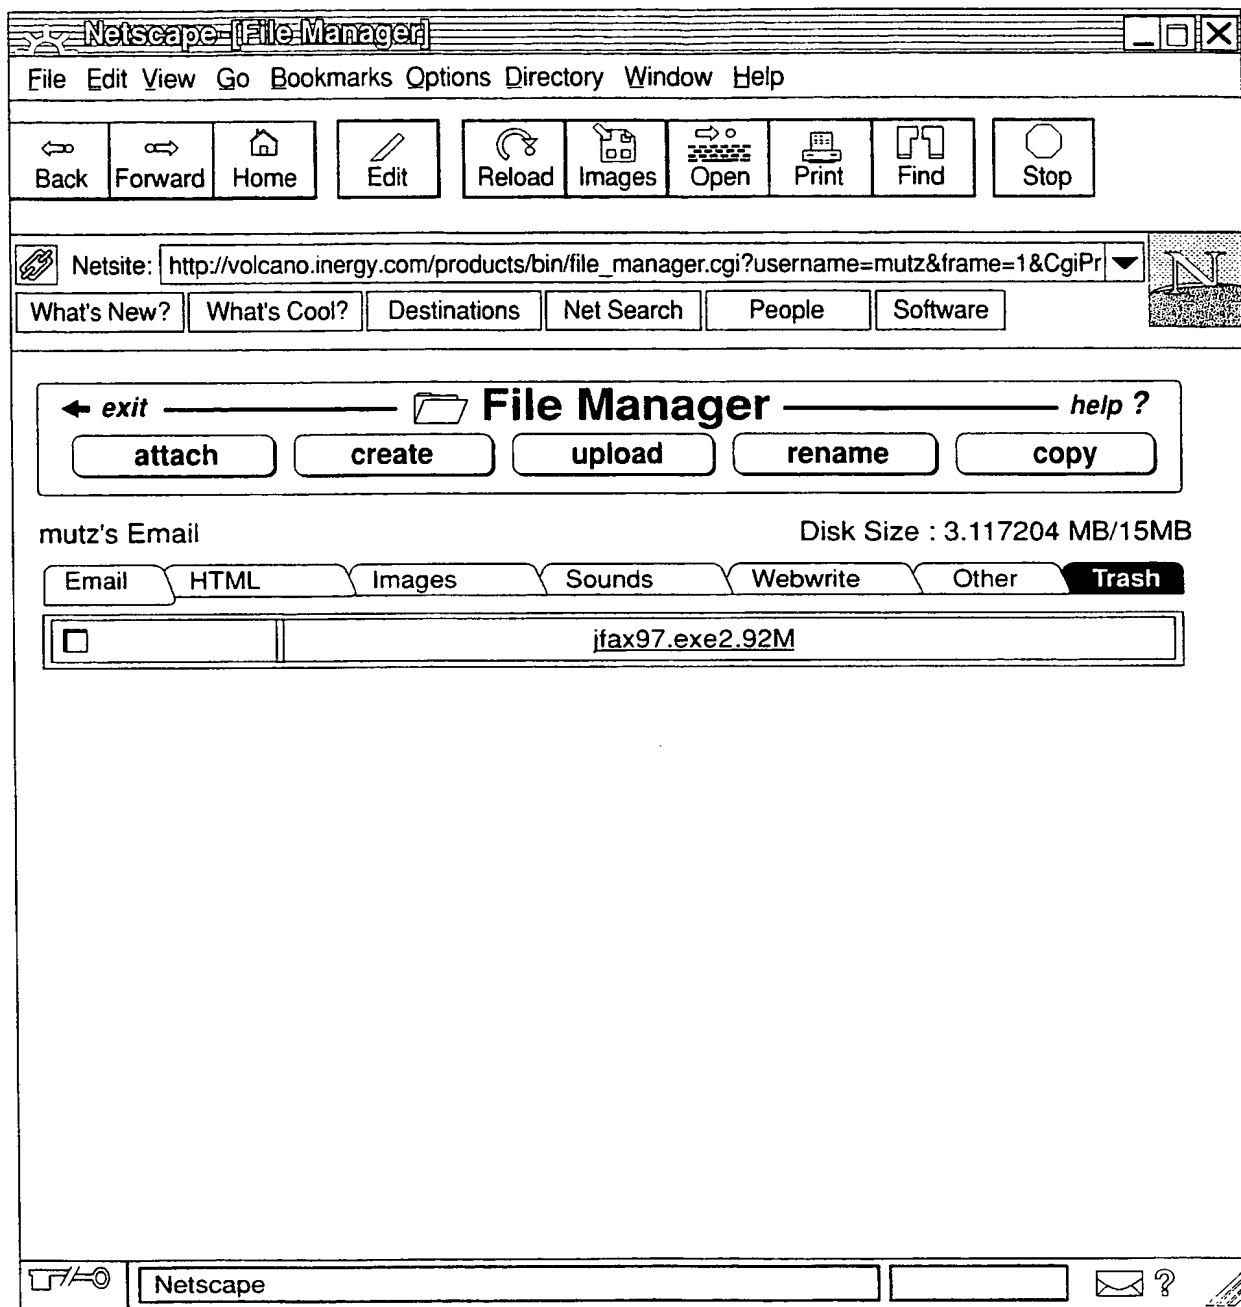 Netscape-[File Manager]
File Edit View Go Bookmarks Options Directory Window Help
Back Forward Home Edit Reload Images Open Print Find Stop
Netsite: http://volcano.inergy.com/products/bin/file_manager.cgi?username=mutz&frame=1&CgiPr
N
What's New? What's Cool? Destinations Net Search People Software
exit File Manager help ?
attach create upload rename copy
mutz's Email Disk Size : 3.117204 MB/15MB
Email HTML Images Sounds Webwrite Other Trash
jfax97.exe2.92M
Netscape ?